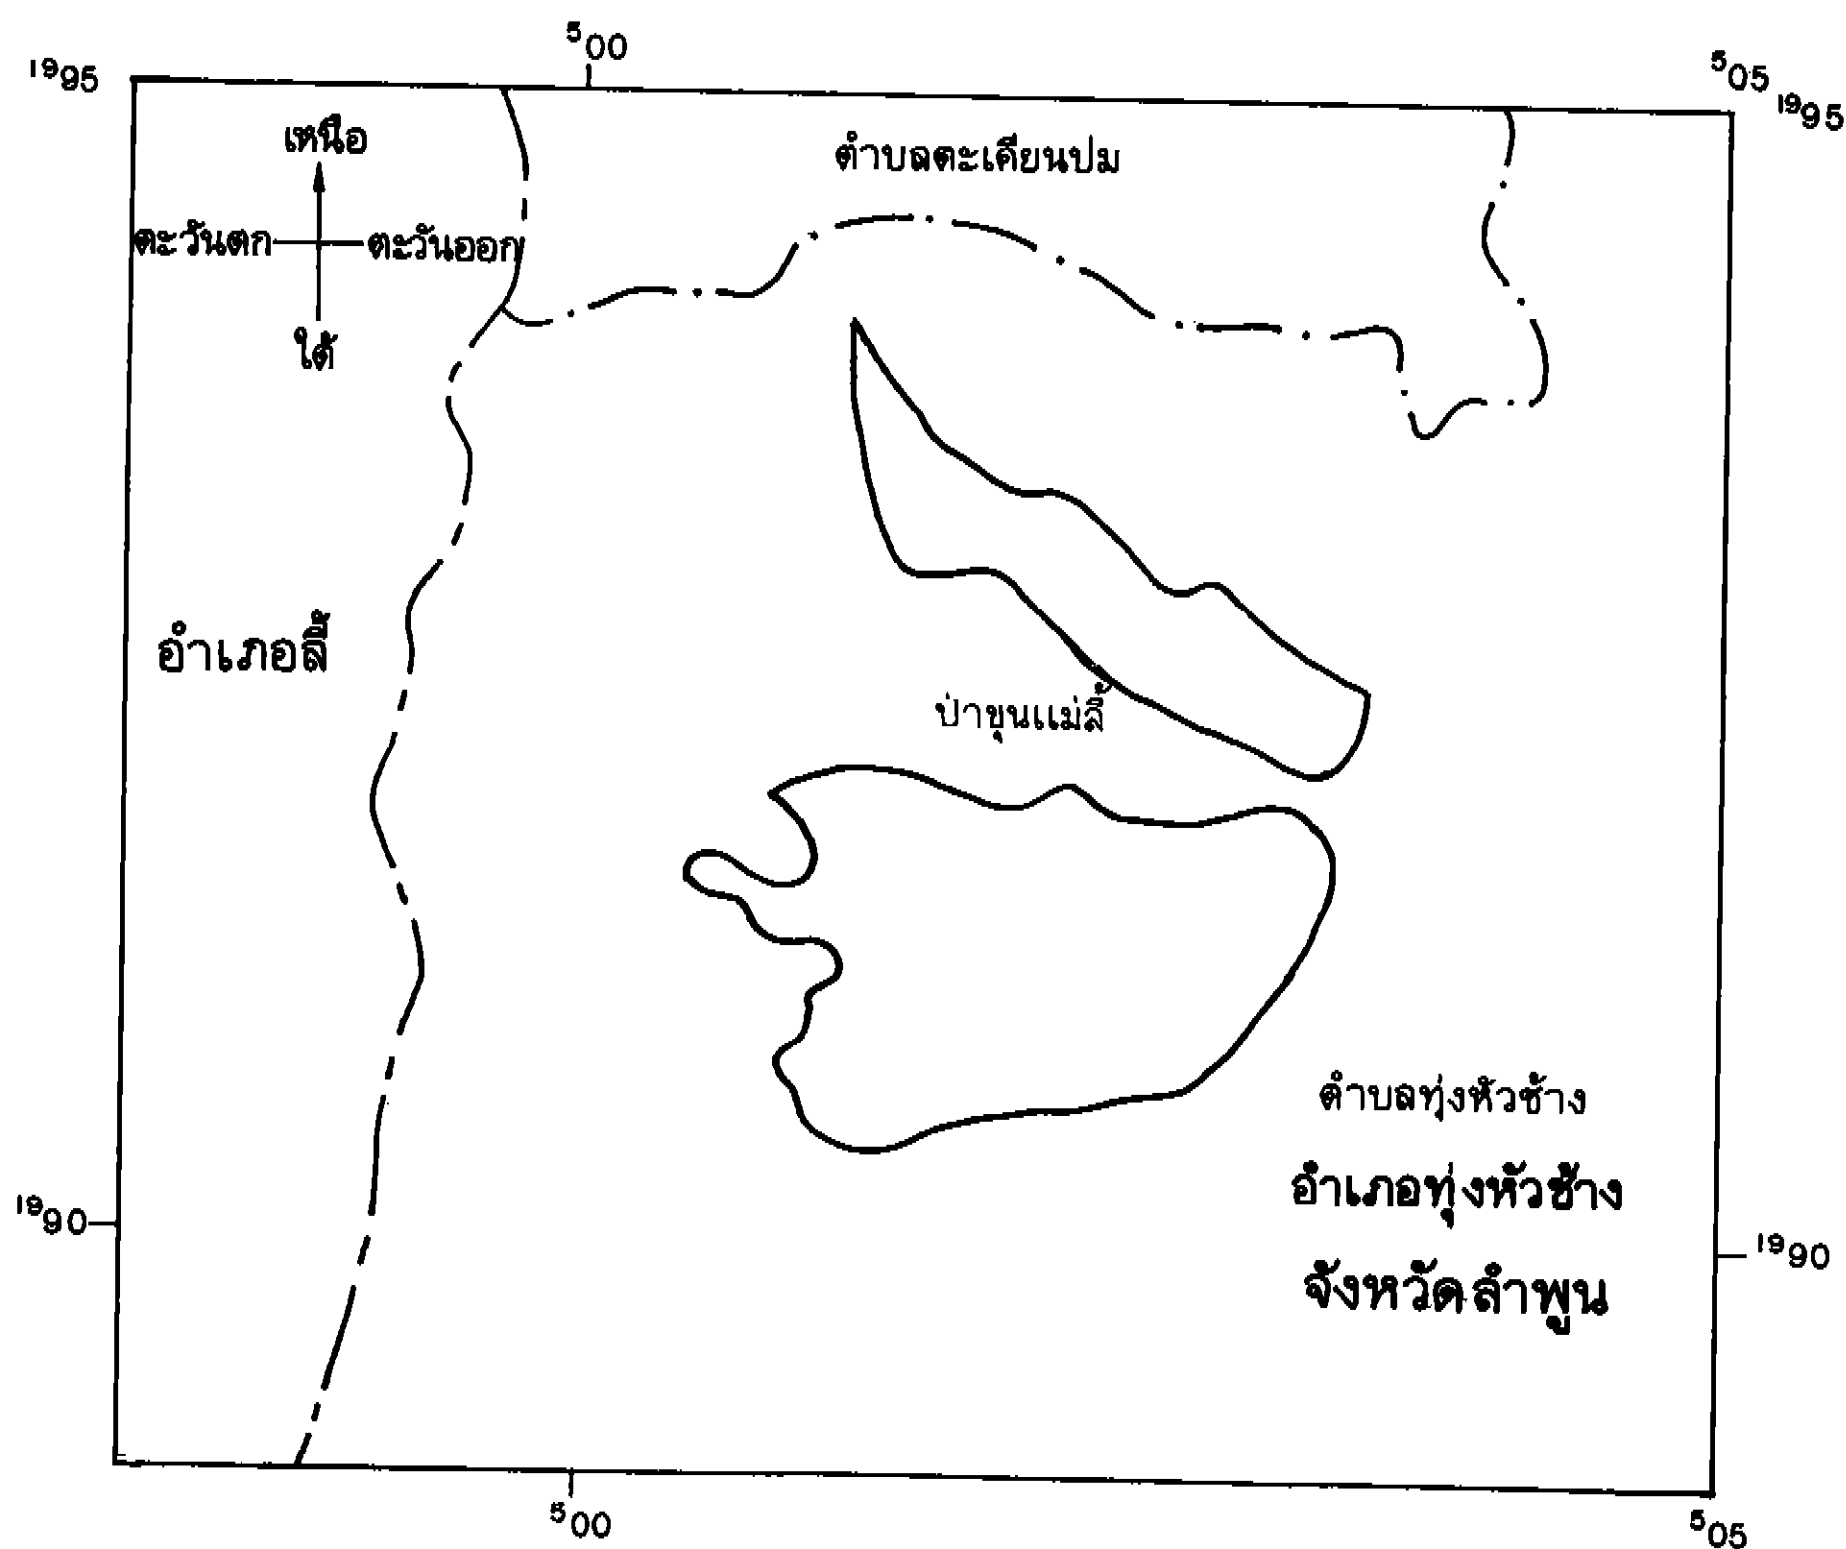 ⁵00
⁵05
¹⁹95
¹⁹95
เหนือ
ตำบลตะเคียนปม
ตะวันตก ตะวันออก
ใต้
อำเภอลี้
ป่าขุนแม่ลี้
ตำบลทุ่งหัวช้าง
อำเภอทุ่งหัวช้าง
¹⁹90
¹⁹90
จังหวัดลำพูน
⁵00
⁵05